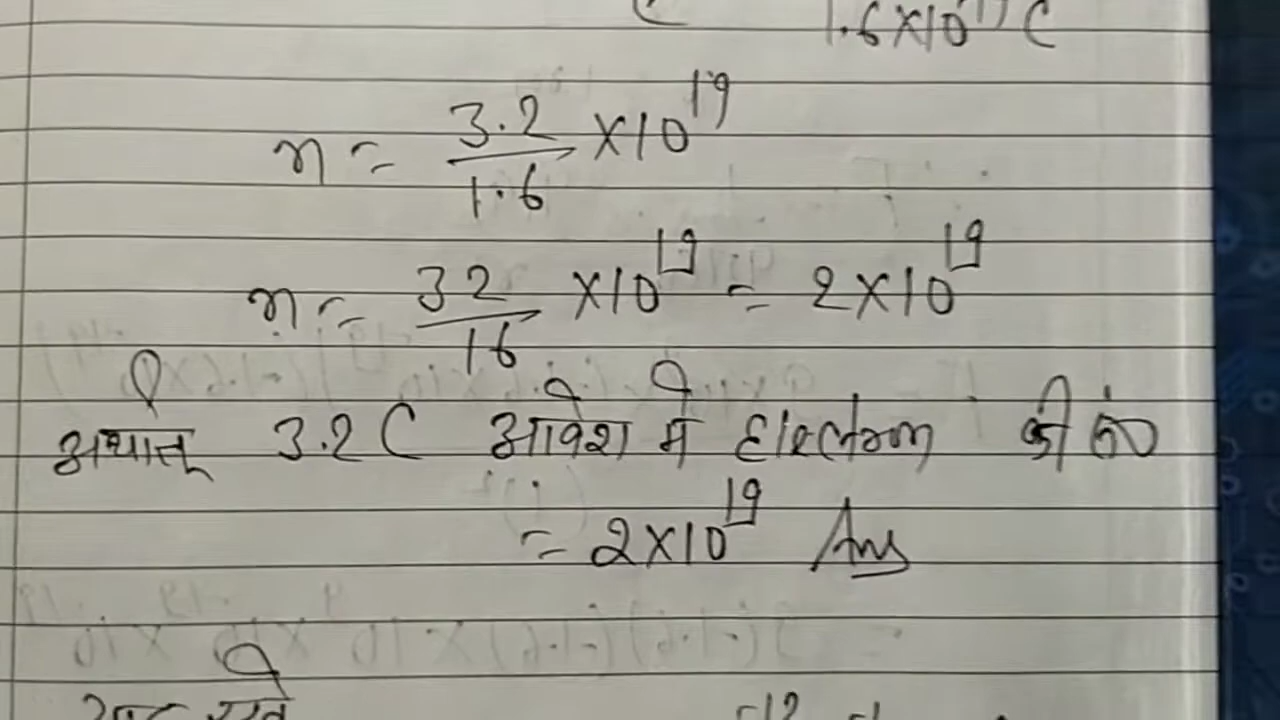 1.6×10 C
n = 3.2/1.6 ×10^19
n = 32/16 ×10^19 = 2×10^19
अर्थात् 3.2 C आवेश में Electron की सं०
= 2×10^19 Ans